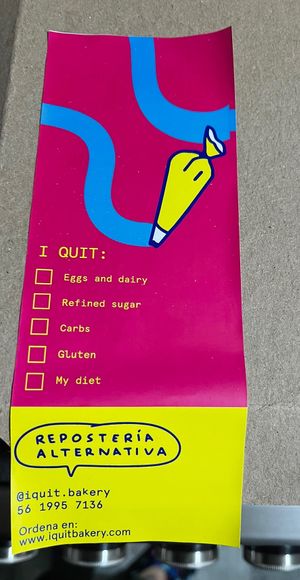 I QUIT:
Eggs and dairy
Refined sugar
Carbs
Gluten
My diet
REPOSTERÍA
ALTERNATIVA
@iquit.bakery
56 1995 7136
Ordena en:
www.iquitbakery.com